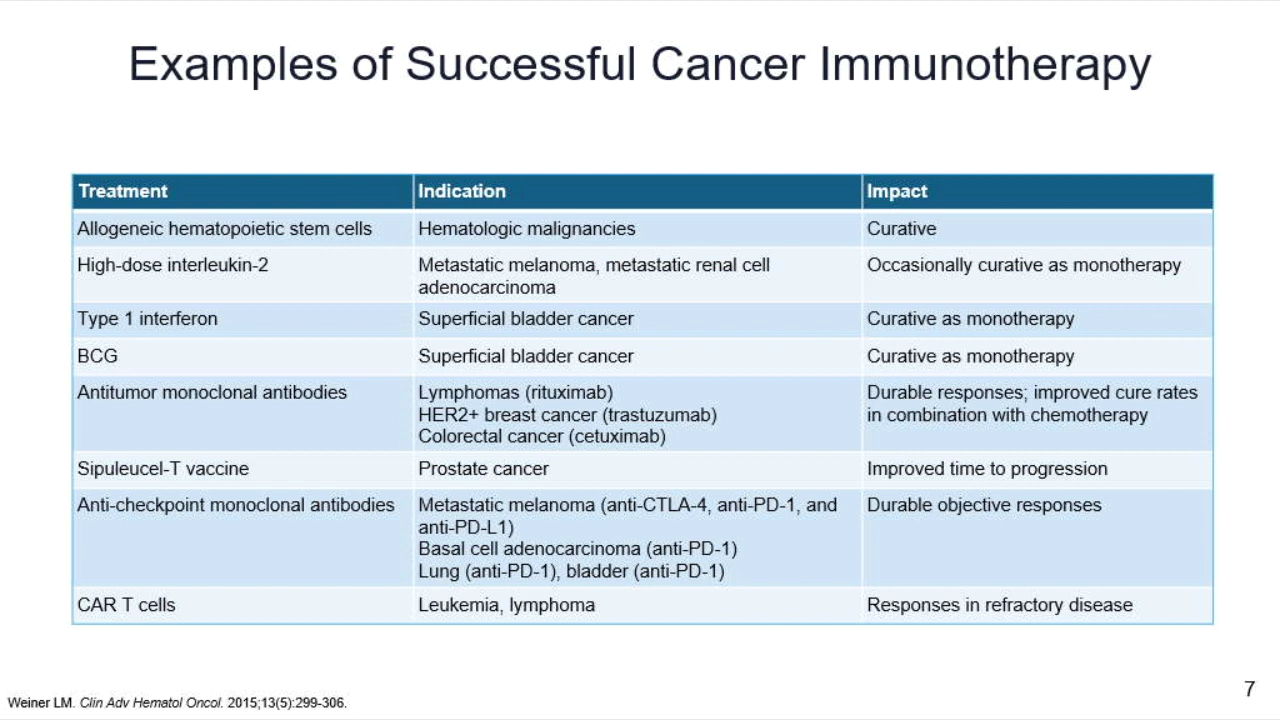 Examples of Successful Cancer Immunotherapy
Treatment Indication Impact
Allogeneic hematopoietic stem cells Hematologic malignancies Curative
High-dose interleukin-2 Metastatic melanoma, metastatic renal cell Occasionally curative as monotherapy
adenocarcinoma
Type 1 interferon Superficial bladder cancer Curative as monotherapy
BCG Superficial bladder cancer Curative as monotherapy
Antitumor monoclonal antibodies Lymphomas (rituximab) Durable responses; improved cure rates
HER2+ breast cancer (trastuzumab) in combination with chemotherapy
Colorectal cancer (cetuximab)
Sipuleucel-T vaccine Prostate cancer Improved time to progression
Anti-checkpoint monoclonal antibodies Metastatic melanoma (anti-CTLA-4, anti-PD-1, and Durable objective responses
anti-PD-L1)
Basal cell adenocarcinoma (anti-PD-1)
Lung (anti-PD-1), bladder (anti-PD-1)
CAR T cells Leukemia, lymphoma Responses in refractory disease
7
Weiner LM. Clin Adv Hematol Oncol. 2015;13(5):299-306.